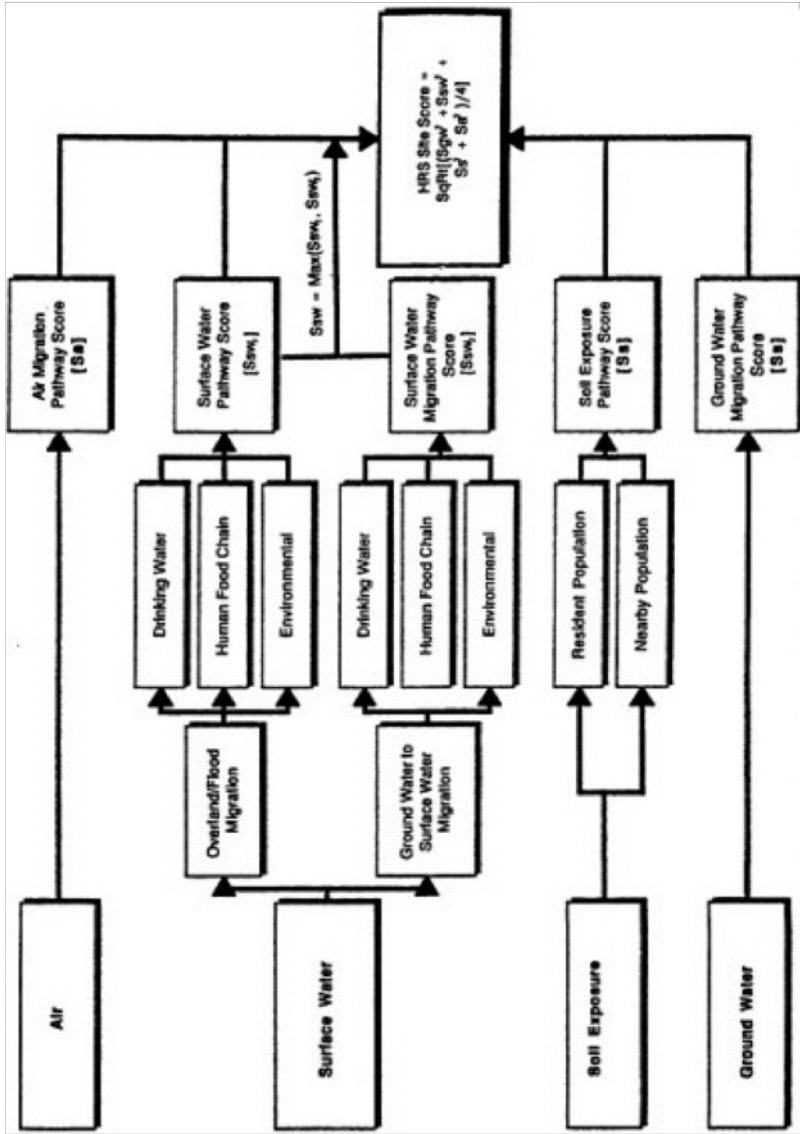 Air
Surface Water
Soil Exposure
Ground Water
Overland/Flood
Migration
Ground Water to
Surface Water
Migration
Drinking Water
Human Food Chain
Environmental
Drinking Water
Human Food Chain
Environmental
Resident Population
Nearby Population
Air Migration
Pathway Score
[Sa]
Surface Water
Pathway Score
[Ssw₁]
Surface Water
Migration Pathway
Score
[Ssw₁]
Soil Exposure
Pathway Score
[Ss]
Ground Water
Migration Pathway
Score
[Ss]
Ssw = Max(Ssw₁, Ssw₁)
HRS Site Score =
SqRt[(Sgw² + Ssw² +
Ss² + Sa²)/4]